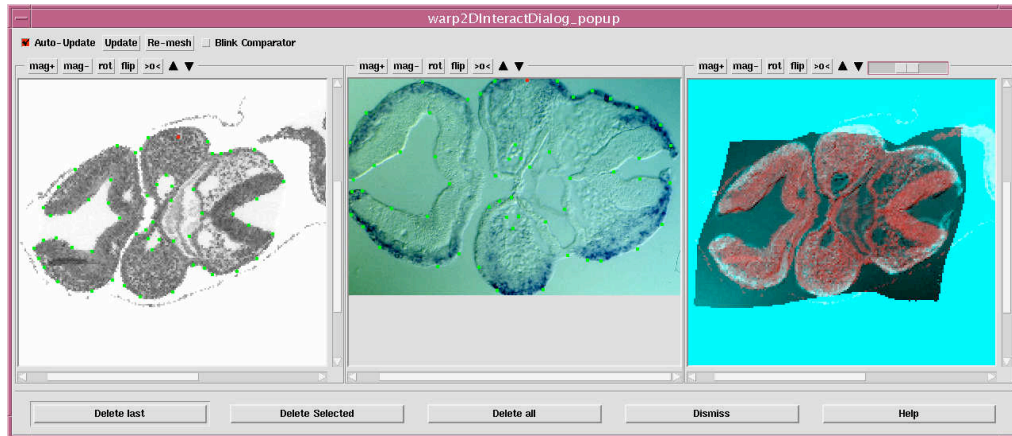 warp2DInteractDialog_popup
Auto-Update Update Re-mesh Blink Comparator
mag+ mag- rot flip >o< mag+ mag- rot flip >o< mag+ mag- rot flip >o<
Delete last Delete Selected Delete all Dismiss Help